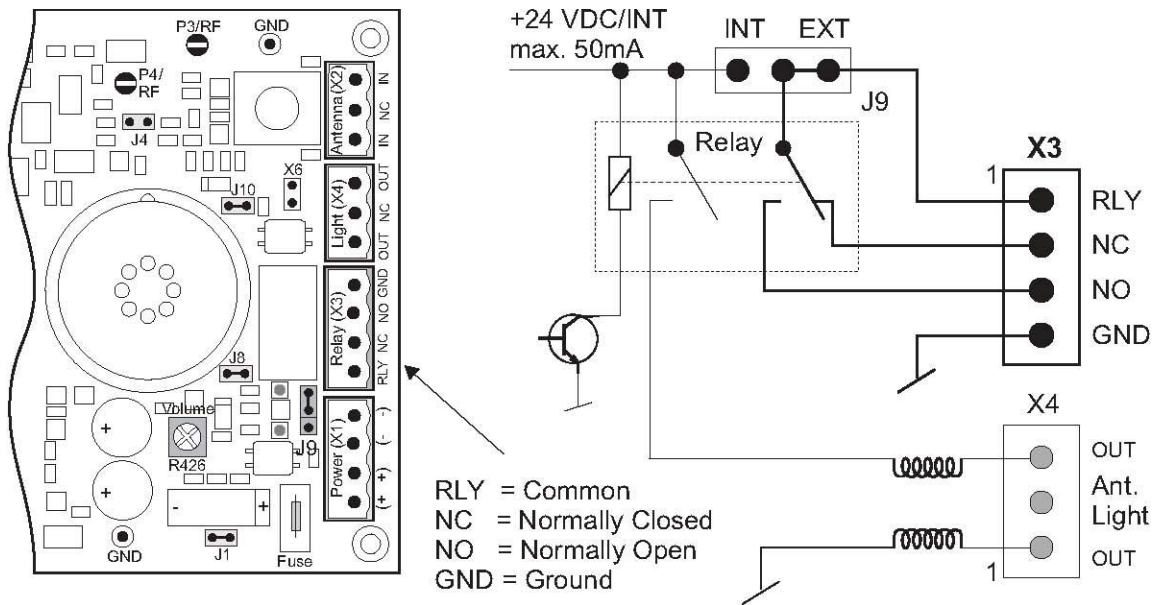 P3/RF
GND
P4/
RF
J4
X6
J10
J8
Volume
R426
J9
+
+
-
+
GND
J1
Fuse
Antenna (X2)
IN
NC
IN
Light (X4)
OUT
NC
OUT
Relay (X3)
GND
NO
NC
RLY
Power (X1)
(-)
(-)
(+)
(+)
+24 VDC/INT
max. 50mA
INT EXT
J9
Relay
X3
1
RLY
NC
NO
GND
X4
OUT
Ant.
Light
OUT
1
RLY = Common
NC = Normally Closed
NO = Normally Open
GND = Ground